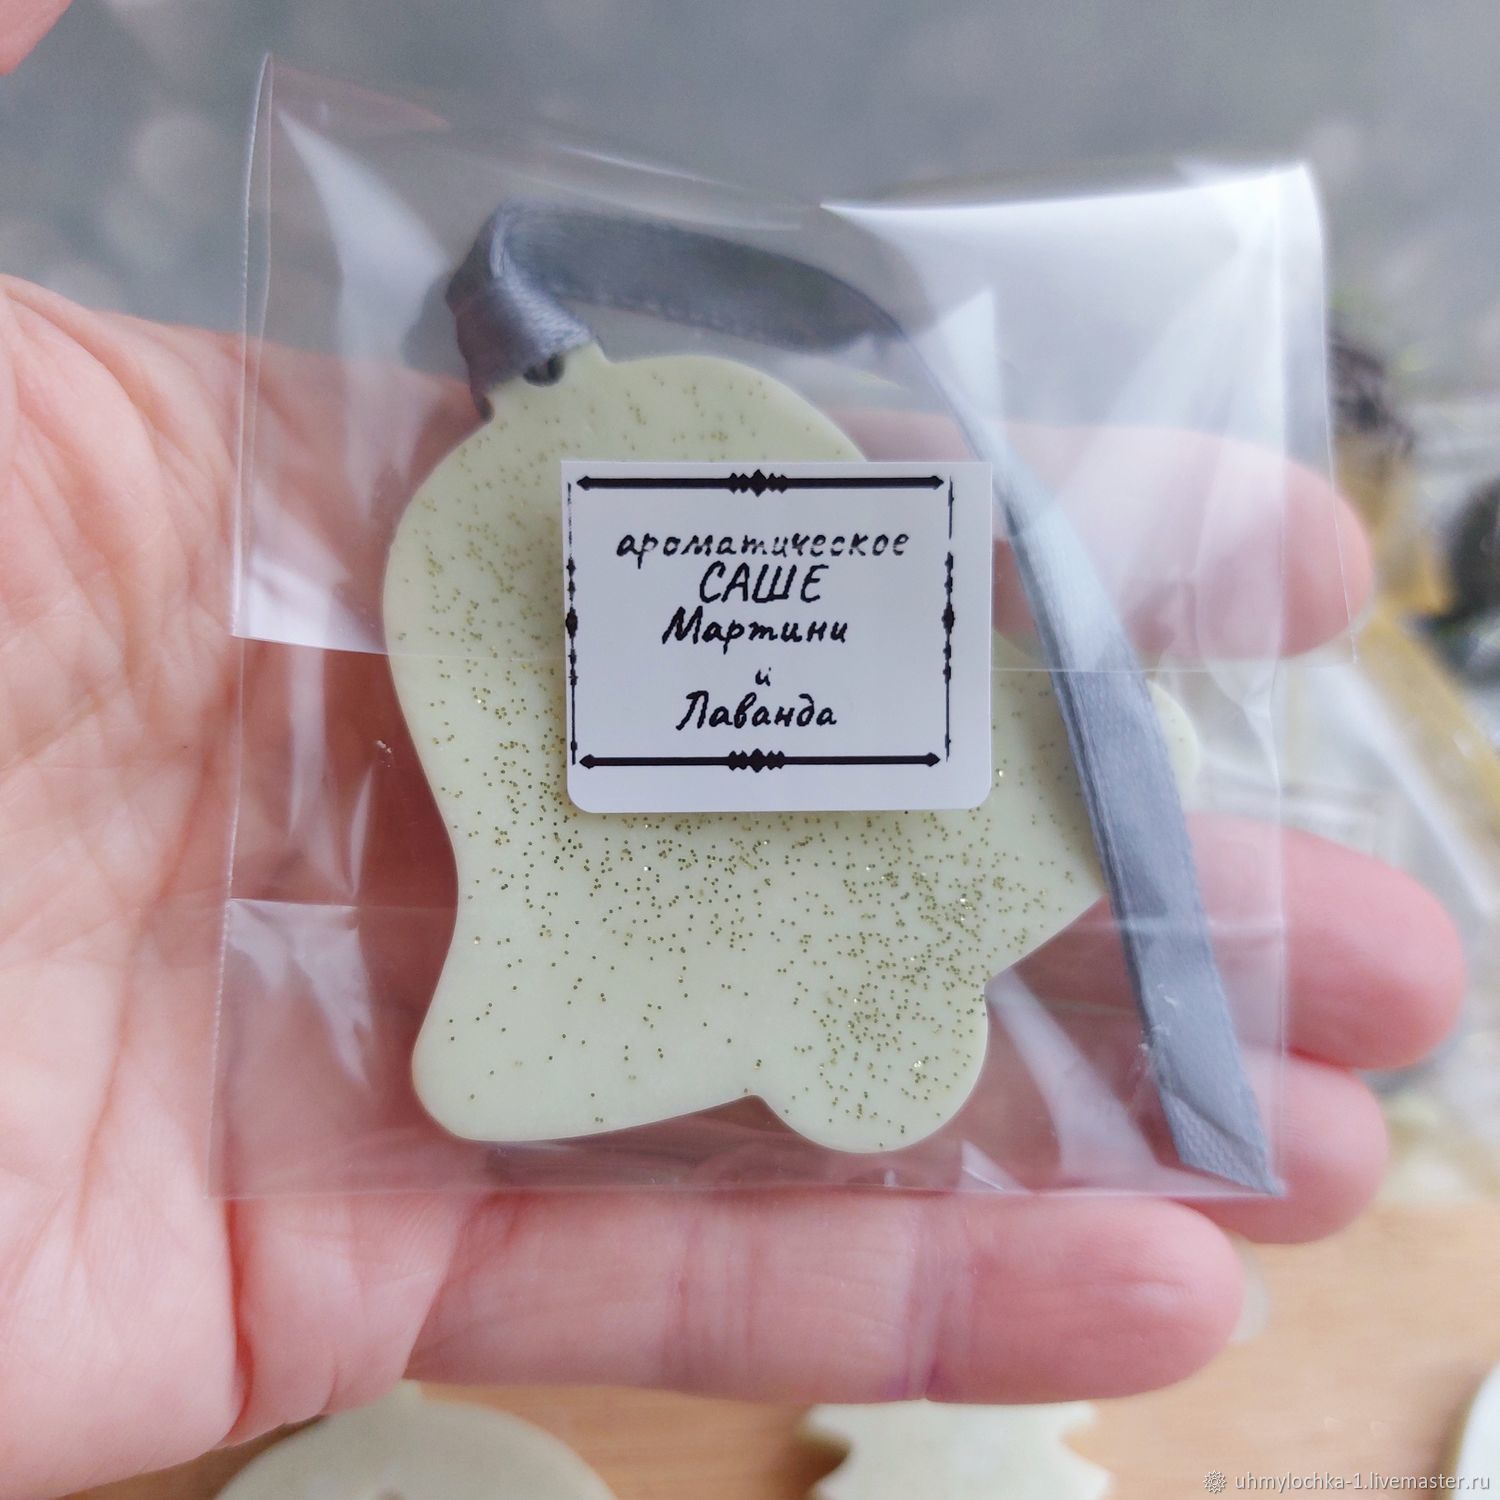 ароматическое
САШЕ
Мартини
и
Лаванда
uhmylochka-1.livemaster.ru